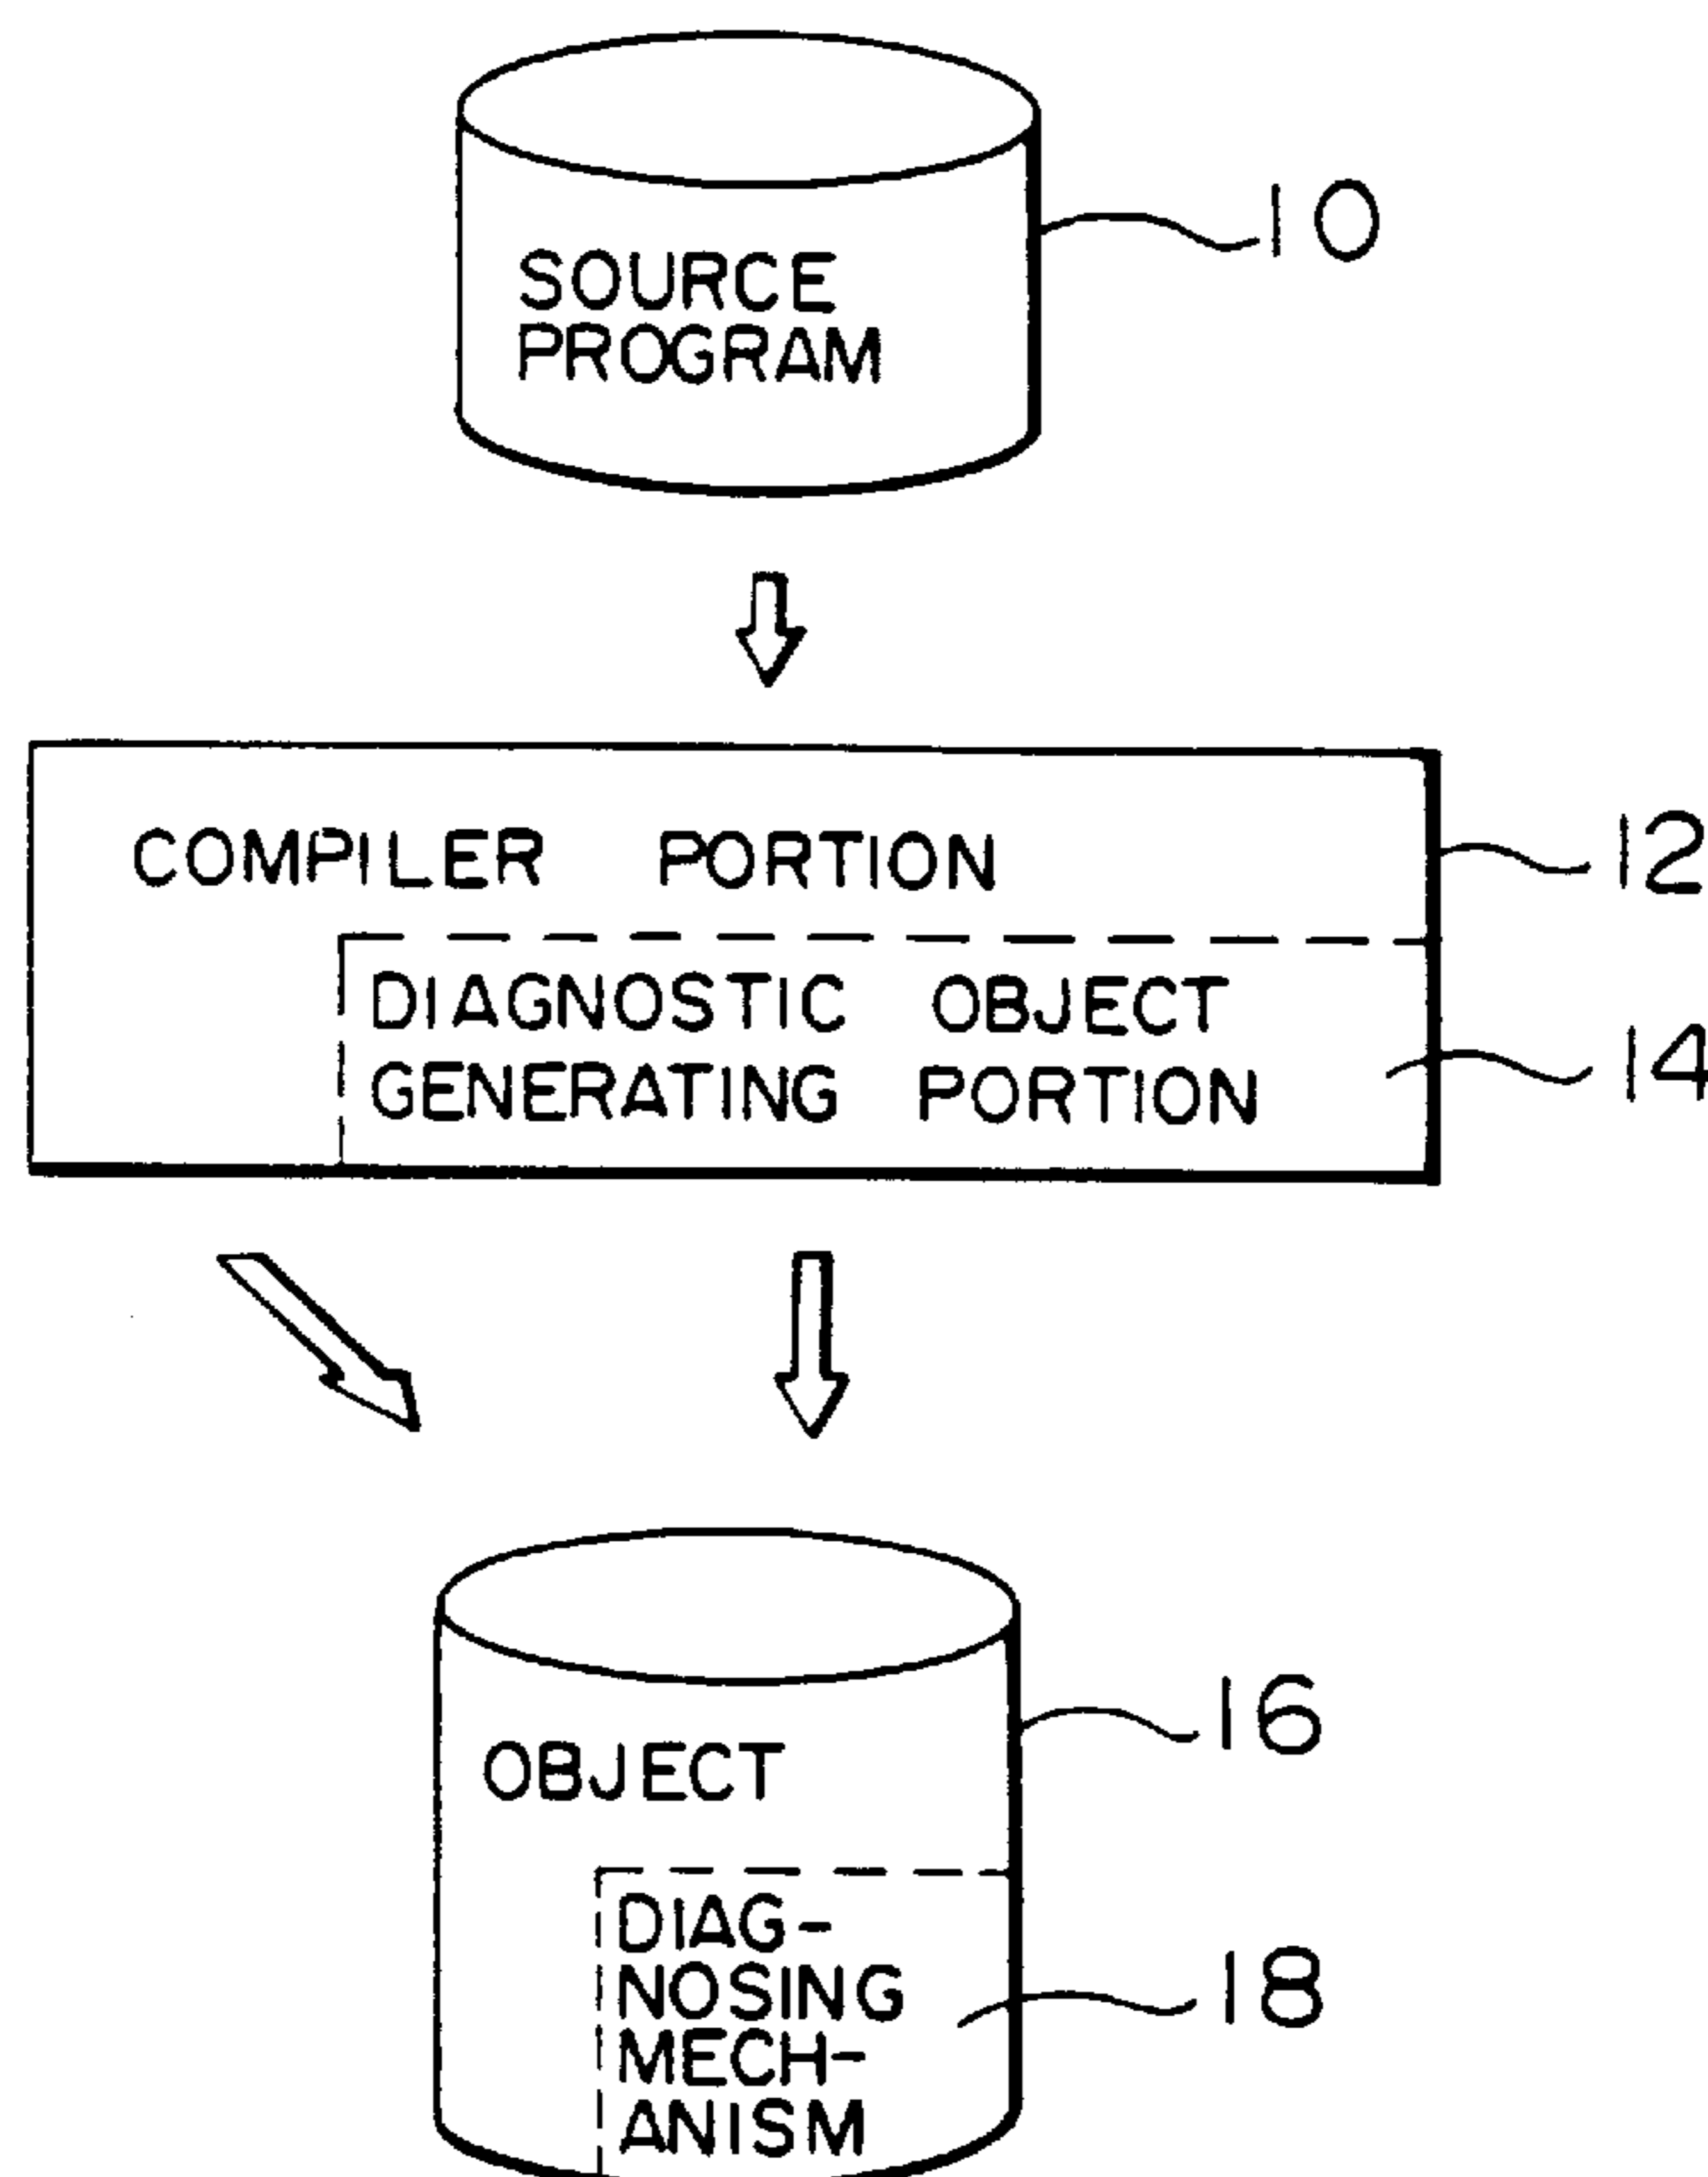 SOURCE
PROGRAM
10
COMPILER PORTION
12
DIAGNOSTIC OBJECT
GENERATING PORTION
14
OBJECT
16
DIAG-
NOSING
MECH-
ANISM
18